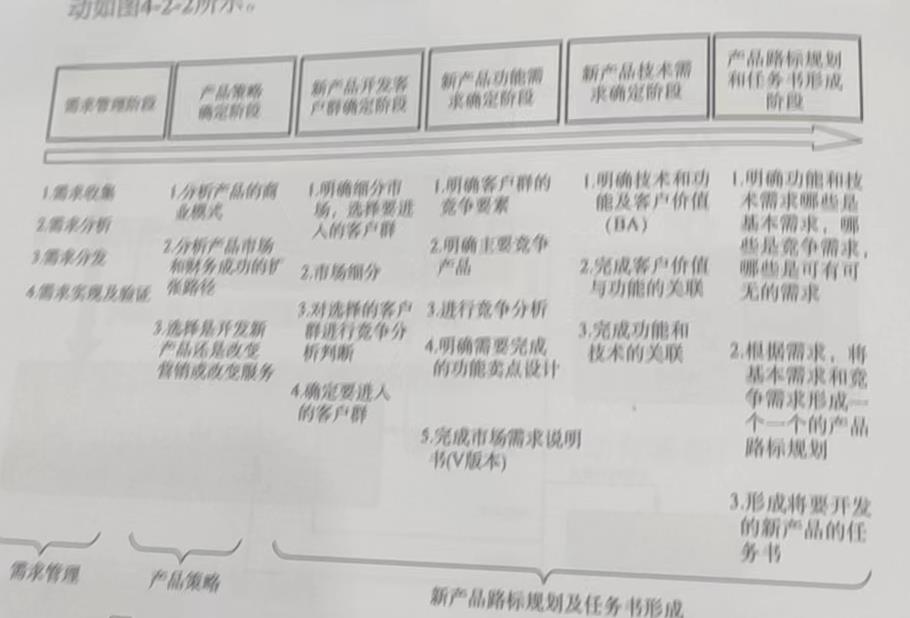 动如图4-2-2所示。
需求管理阶段
产品策略
确定阶段
新产品开发客
户群确定阶段
新产品功能需
求确定阶段
新产品技术需
求确定阶段
产品路标规划
和任务书形成
阶段
1.需求收集
2.需求分析
3.需求分发
4.需求实现及验证
1.分析产品的商
业模式
2.分析产品市场
和财务成功的扩
张路径
3.选择是开发新
产品还是改变
营销或改变服务
1.明确细分市
场，选择要进
入的客户群
2.市场细分
3.对选择的客户
群进行竞争分
析判断
4.确定要进入
的客户群
1.明确客户群的
竞争要素
2.明确主要竞争
产品
3.进行竞争分析
4.明确需要完成
的功能卖点设计
5.完成市场需求说明
书(V版本)
1.明确技术和功
能及客户价值
(BA)
2.完成客户价值
与功能的关联
3.完成功能和
技术的关联
1.明确功能和技
术需求哪些是
基本需求，哪
些是竞争需求，
哪些是可有可
无的需求
2.根据需求，将
基本需求和竞
争需求形成一
个一个的产品
路标规划
3.形成将要开发
的新产品的任
务书
需求管理
产品策略
新产品路标规划及任务书形成